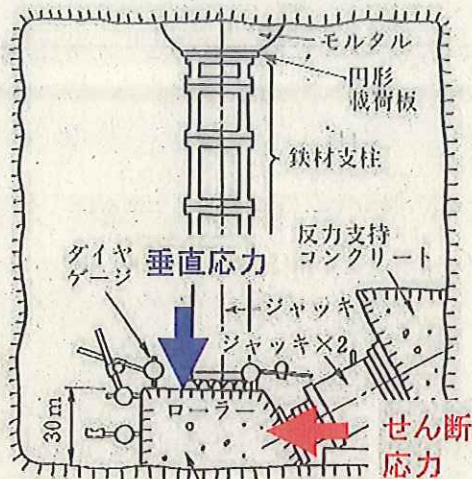 モルタル
円形
載荷板
鉄材支柱
ダイヤ
ゲージ
垂直応力
反力支持
コンクリート
ジャッキ
ジャッキ×2
ローラー
30m
せん断
応力